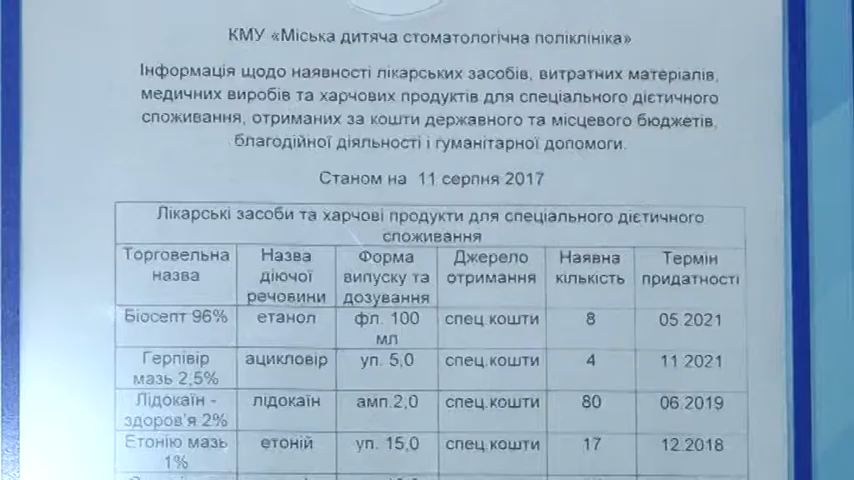 КМУ «Міська дитяча стоматологічна поліклініка»
Інформація щодо наявності лікарських засобів, витратних матеріалів,
медичних виробів та харчових продуктів для спеціального дієтичного
споживання, отриманих за кошти державного та місцевого бюджетів,
благодійної діяльності і гуманітарної допомоги.
Станом на 11 серпня 2017
Лікарські засоби та харчові продукти для спеціального дієтичного
споживання
Торговельна назва | Назва діючої речовини | Форма випуску та дозування | Джерело отримання | Наявна кількість | Термін придатності
Біосепт 96% | етанол | фл. 100 мл | спец.кошти | 8 | 05.2021
Герпівір мазь 2,5% | ацикловір | уп. 5,0 | спец.кошти | 4 | 11.2021
Лідокаїн - здоров'я 2% | лідокаїн | амп.2,0 | спец.кошти | 80 | 06.2019
Етонію мазь 1% | етоній | уп. 15,0 | спец.кошти | 17 | 12.2018